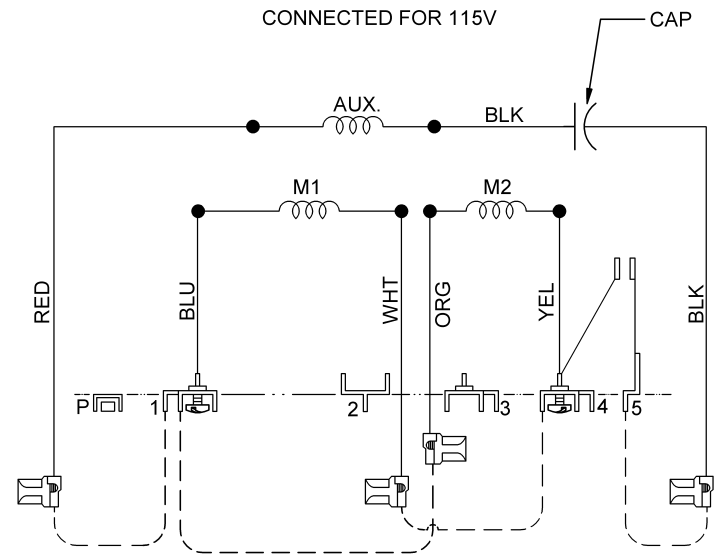 CONNECTED FOR 115V
CAP
AUX.
BLK
M1
M2
RED
BLU
WHT
ORG
YEL
BLK
P
1
2
3
4
5